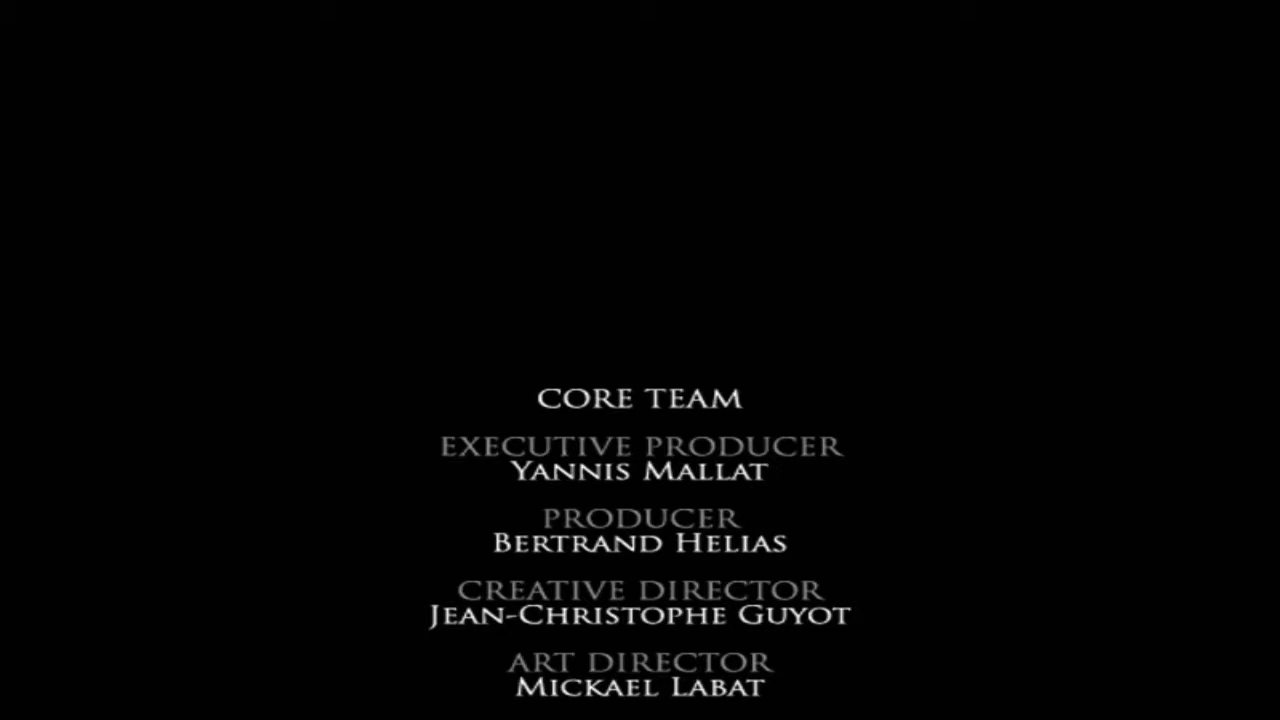 CORE TEAM
EXECUTIVE PRODUCER
YANNIS MALLAT
PRODUCER
BERTRAND HELIAS
CREATIVE DIRECTOR
JEAN-CHRISTOPHE GUYOT
ART DIRECTOR
MICKAEL LABAT